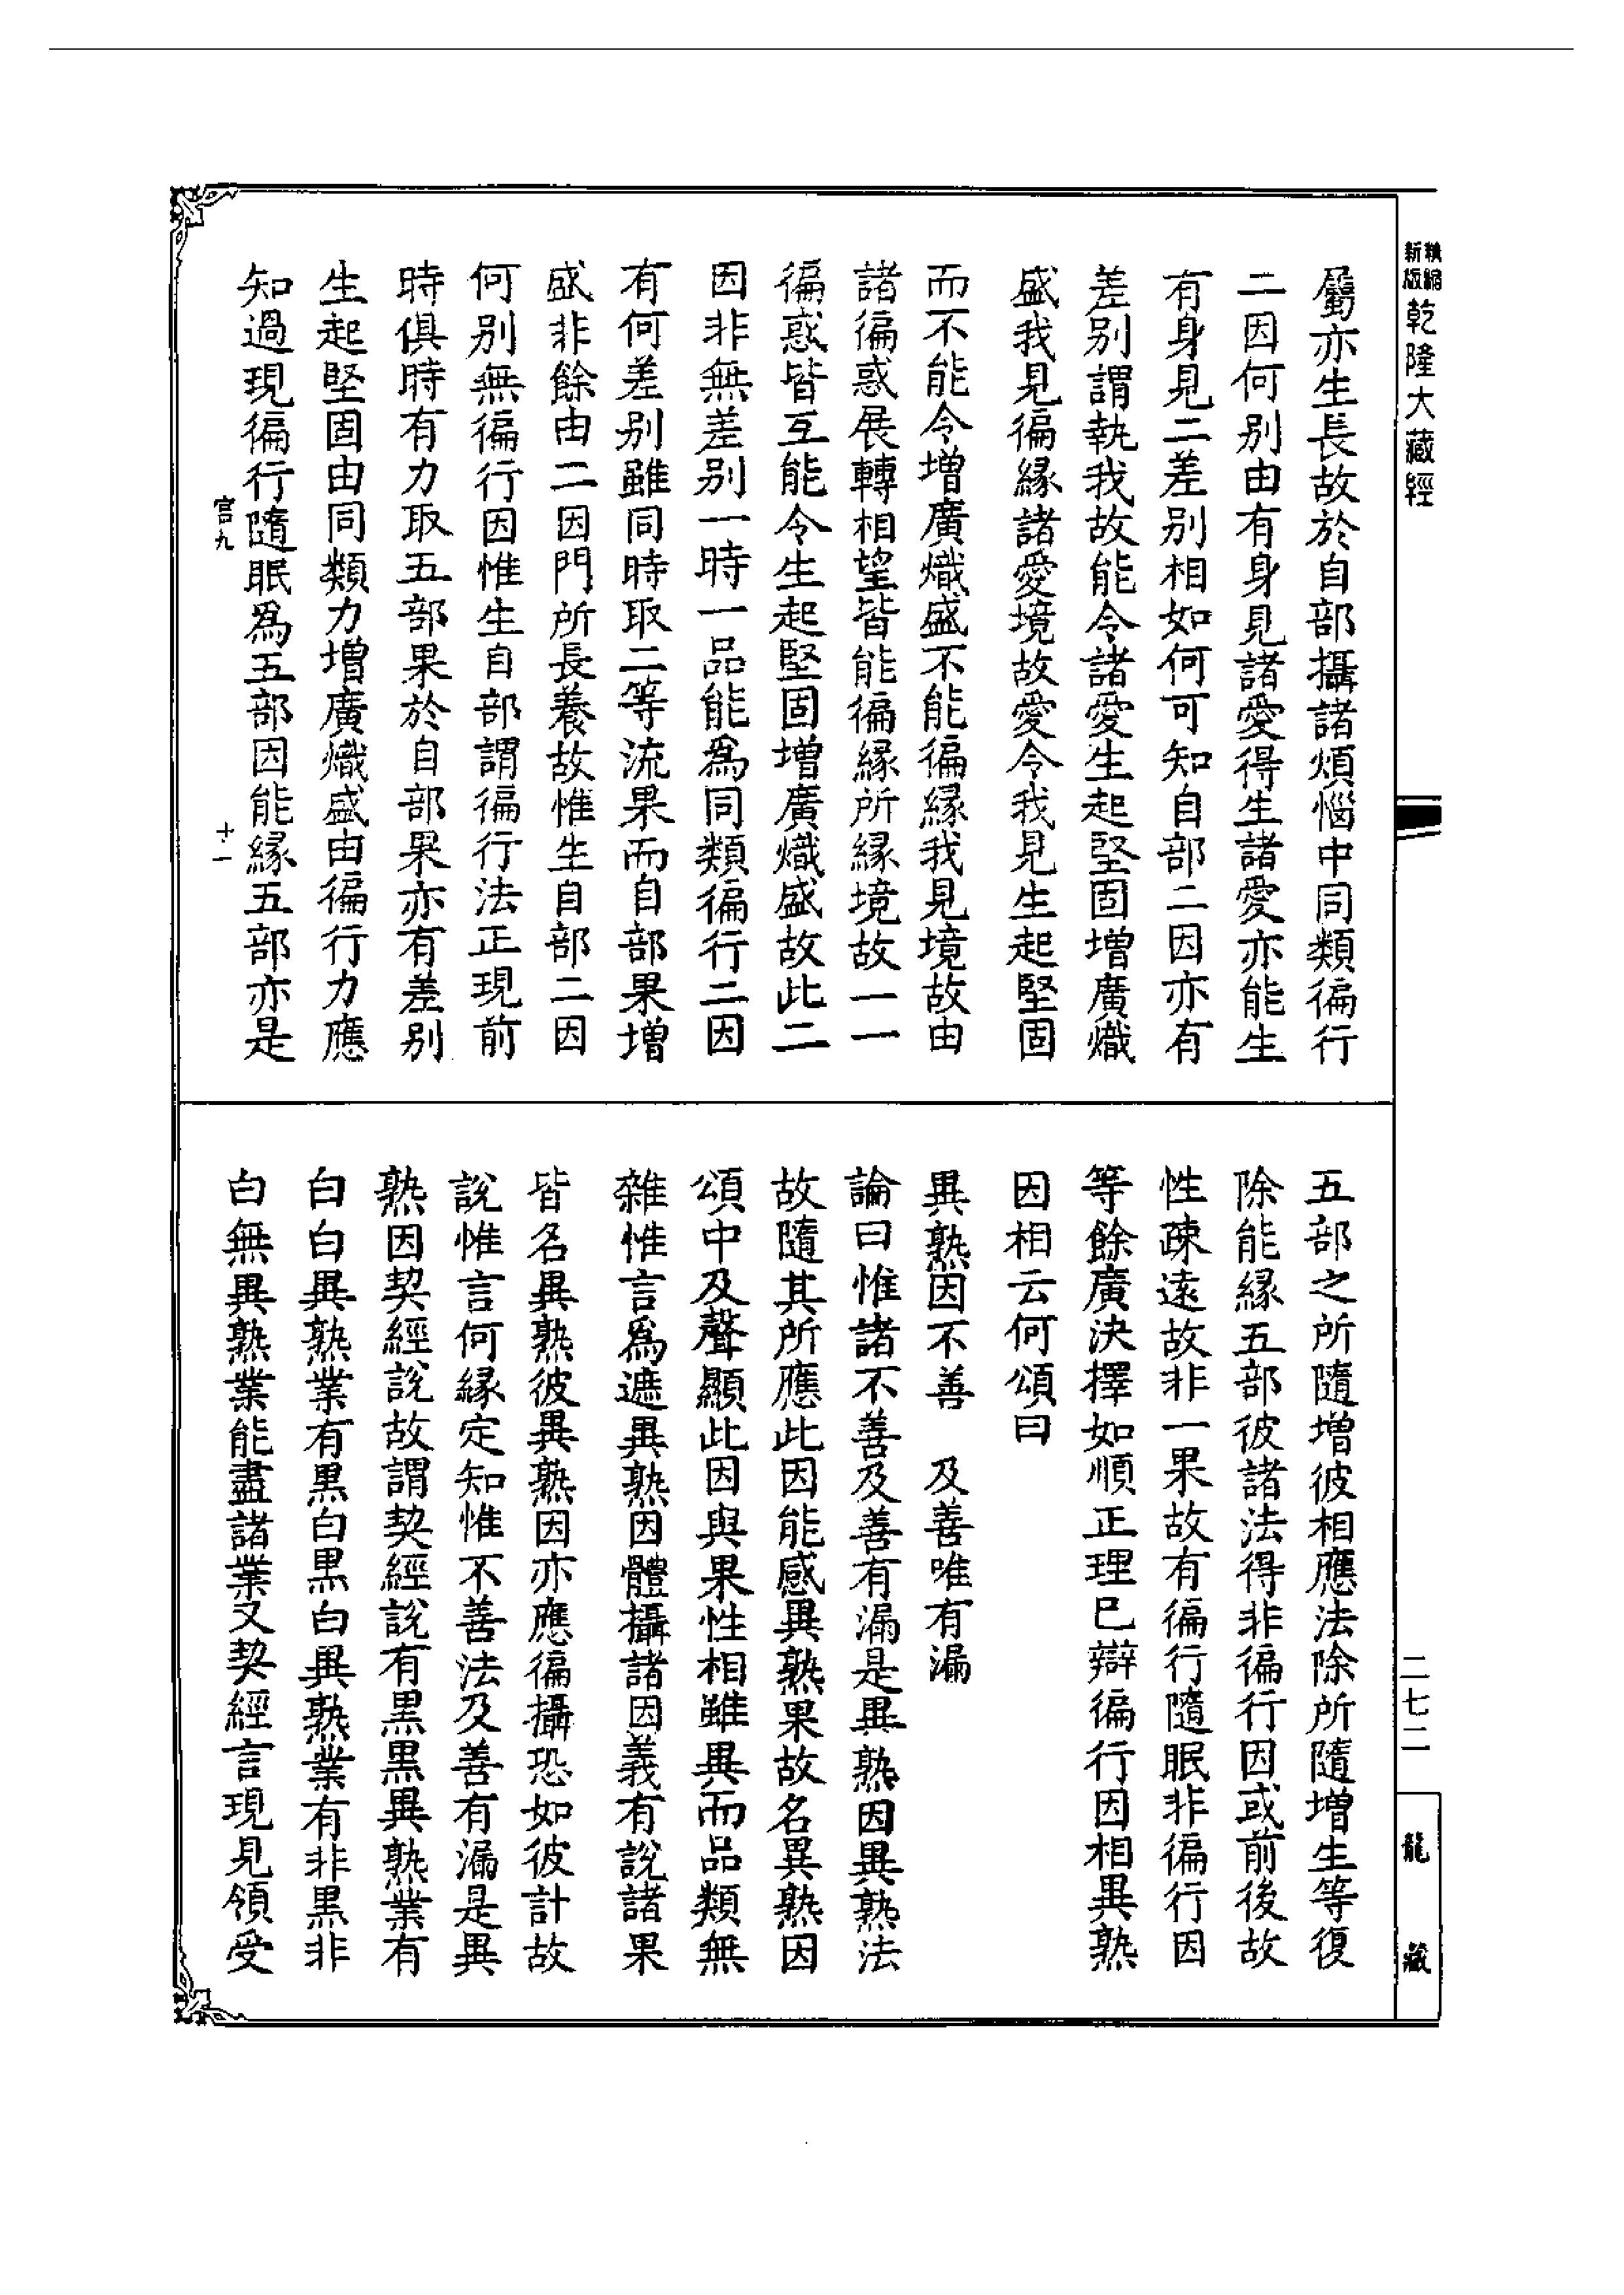 精縮新版乾隆大藏經
屬亦生長故於自部攝諸煩惱中同類徧行
二因何別由有身見諸愛得生諸愛亦能生
有身見二差別相如何可知自部二因亦有
差別謂執我故能令諸愛生起堅固增廣熾
盛我見徧緣諸愛境故愛令我見生起堅固
而不能令增廣熾盛不能徧緣我見境故由
諸徧惑展轉相望皆能徧緣所緣境故一一
徧惑皆互能令生起堅固增廣熾盛故此二
因非無差別一時一品能爲同類徧行二因
有何差別雖同時取二等流果而自部果增
盛非餘由二因門所長養故惟生自部二因
何別無徧行因惟生自部謂徧行法正現前
時俱時有力取五部果於自部果亦有差別
生起堅固由同類力增廣熾盛由徧行力應
知過現徧行隨眠爲五部因能緣五部亦是
官九
十一
五部之所隨增彼相應法除所隨增生等復
除能緣五部彼諸法得非徧行因或前後故
性疎遠故非一果故有徧行隨眠非徧行因
等餘廣決擇如順正理已辯徧行因相異熟
因相云何頌曰
異熟因不善　及善唯有漏
論曰惟諸不善及善有漏是異熟因異熟法
故隨其所應此因能感異熟果故名異熟因
頌中及聲顯此因與果性相雖異而品類無
雜惟言爲遮異熟因體攝諸因義有說諸果
皆名異熟彼異熟因亦應徧攝恐如彼計故
說惟言何緣定知惟不善法及善有漏是異
熟因契經說故謂契經說有黑黑異熟業有
白白異熟業有黑白黑白異熟業有非黑非
白無異熟業能盡諸業又契經言現見領受
二七二
龍藏